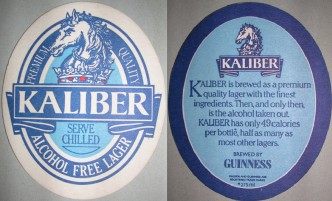 PREMIUM QUALITY
KALIBER
SERVE
CHILLED
ALCOHOL FREE LAGER
KALIBER
KALIBER is brewed as a premium
quality lager with the finest
ingredients. Then, and only then,
is the alcohol taken out.
KALIBER has only 49 calories
per bottle, half as many as
most other lagers.
BREWED BY
GUINNESS